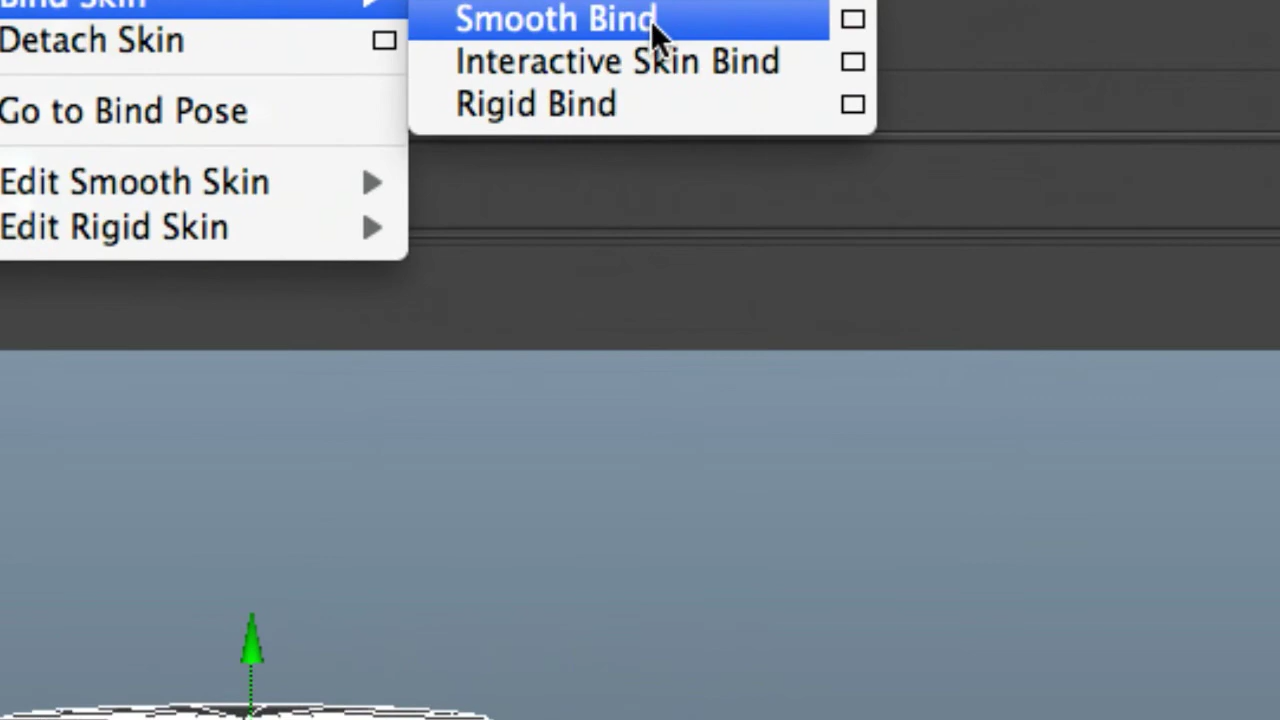 Bind Skin
Smooth Bind
Detach Skin
Interactive Skin Bind
Rigid Bind
Go to Bind Pose
Edit Smooth Skin
Edit Rigid Skin